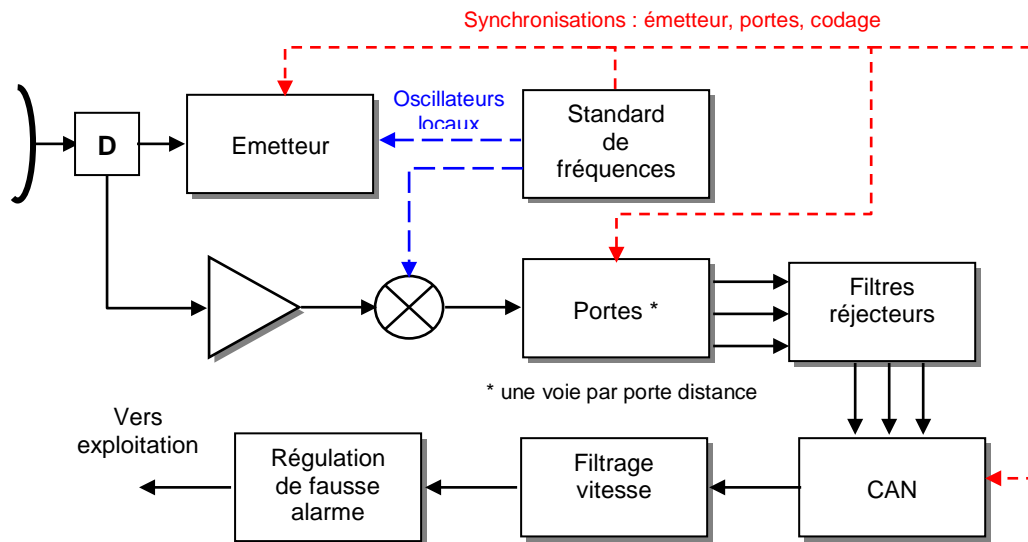 Synchronisations : émetteur, portes, codage
Oscillateurs
locaux
D
Emetteur
Standard
de
fréquences
Portes *
Filtres
réjecteurs
* une voie par porte distance
Vers
exploitation
Régulation
de fausse
alarme
Filtrage
vitesse
CAN